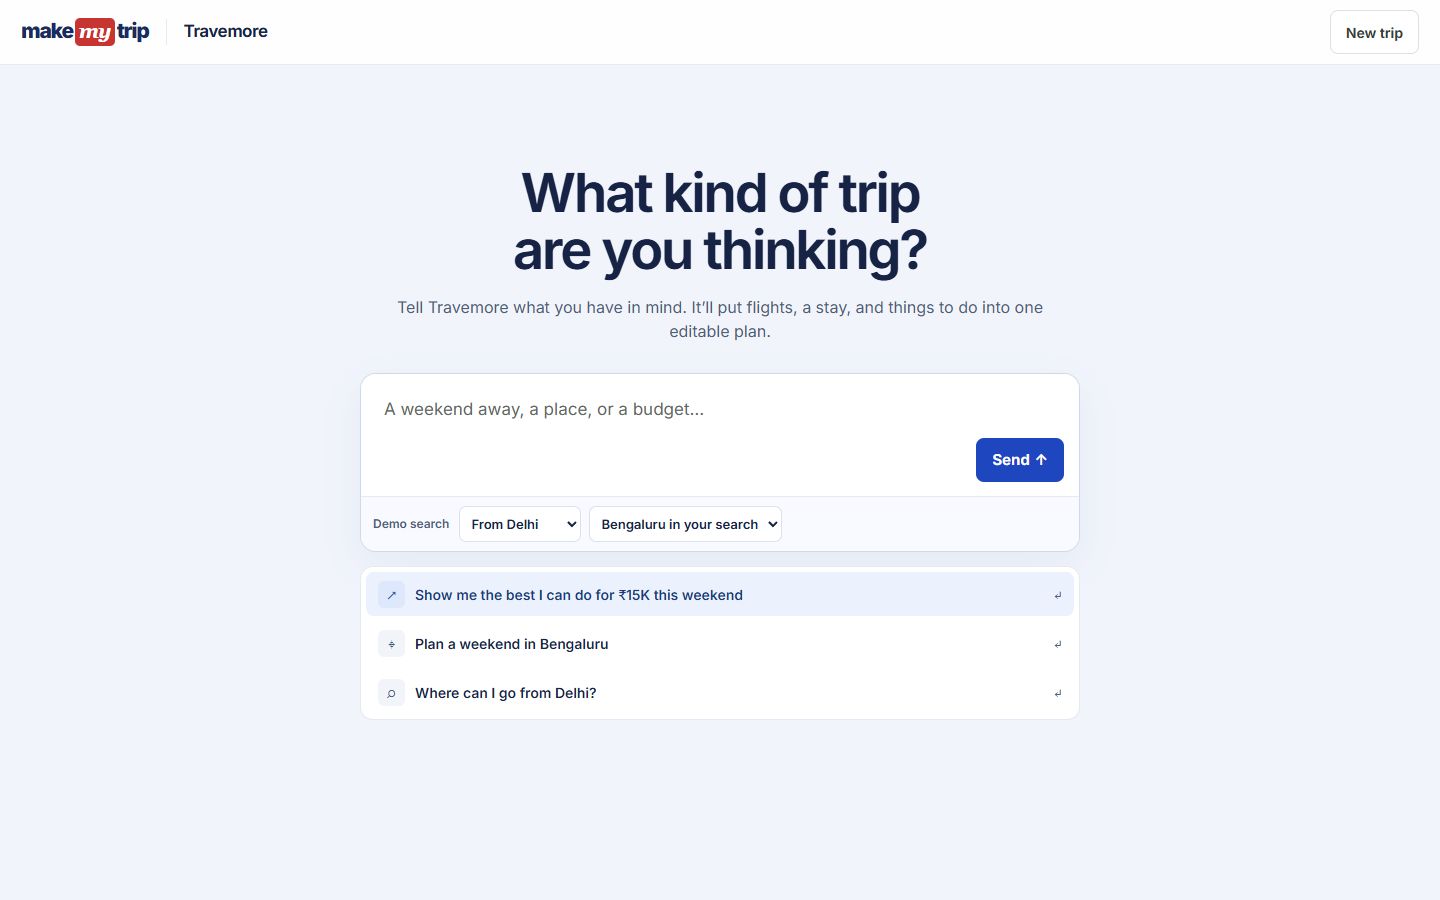 make my trip
Travemore
New trip
What kind of trip
are you thinking?
Tell Travemore what you have in mind. It’ll put flights, a stay, and things to do into one
editable plan.
A weekend away, a place, or a budget...
Send ↑
Demo search
From Delhi
Bengaluru in your search
Show me the best I can do for ₹15K this weekend
Plan a weekend in Bengaluru
Where can I go from Delhi?